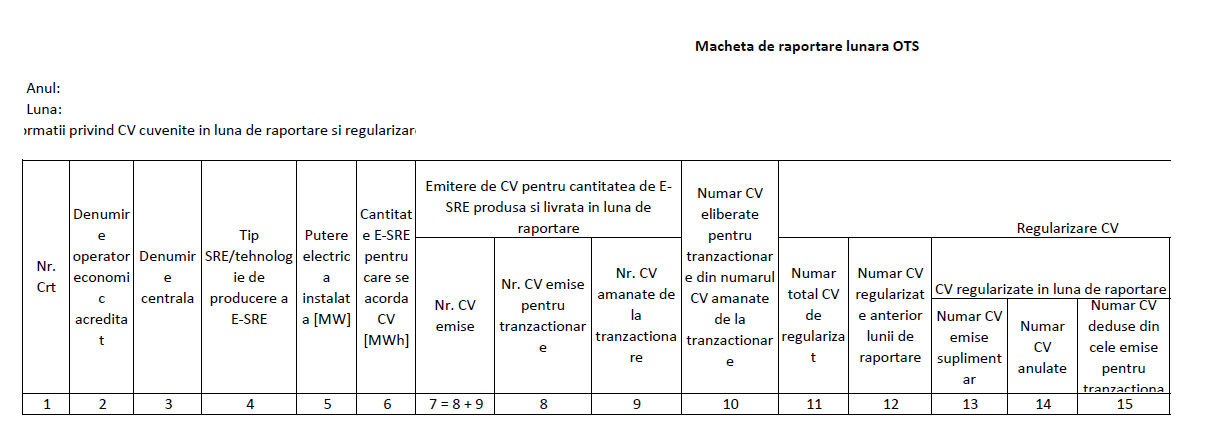 Macheta de raportare lunara OTS
Anul:
Luna:
ormatii privind CV cuvenite in luna de raportare si regularizar
Nr.
Crt
Denumir
e
operator
economi
c
acredita
t
Denumir
e
centrala
Tip
SRE/tehnolog
ie de
producere a
E-SRE
Putere
electric
a
instalat
a [MW]
Cantitat
e E-SRE
pentru
care se
acorda
CV
[MWh]
Emitere de CV pentru cantitatea de E-
SRE produsa si livrata in luna de
raportare
Nr. CV
emise
Nr. CV emise
pentru
tranzactionar
e
Nr. CV
amanate de
la
tranzactiona
re
Numar CV
eliberate
pentru
tranzactionar
e din numarul
CV amanate
de la
tranzactionar
e
Regularizare CV
Numar
total CV
de
regulariza
t
Numar CV
regularizat
e anterior
lunii de
raportare
CV regularizate in luna de raportare
Numar CV
emise
supliment
ar
Numar
CV
anulate
Numar CV
deduse din
cele emise
pentru
tranzactiona
1 2 3 4 5 6 7 = 8 + 9 8 9 10 11 12 13 14 15